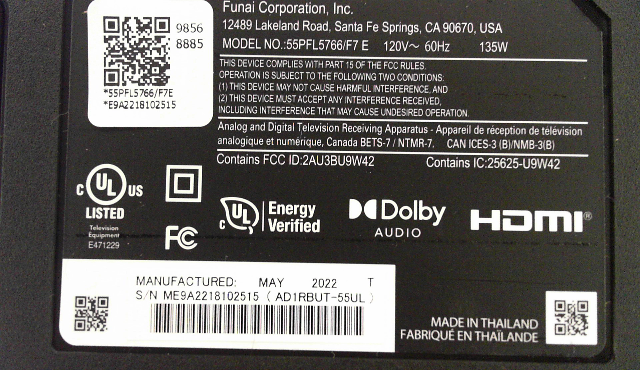 Funai Corporation, Inc.
12489 Lakeland Road, Santa Fe Springs, CA 90670, USA
MODEL NO.:55PFL5766/F7 E 120V～ 60Hz 135W
9856
8885
*55PFL5766/F7E
*E9A2218102515
THIS DEVICE COMPLIES WITH PART 15 OF THE FCC RULES.
OPERATION IS SUBJECT TO THE FOLLOWING TWO CONDITIONS:
(1) THIS DEVICE MAY NOT CAUSE HARMFUL INTERFERENCE, AND
(2) THIS DEVICE MUST ACCEPT ANY INTERFERENCE RECEIVED,
INCLUDING INTERFERENCE THAT MAY CAUSE UNDESIRED OPERATION.
Analog and Digital Television Receiving Apparatus - Appareil de réception de télévision
analogique et numérique, Canada BETS-7 / NTMR-7. CAN ICES-3 (B)/NMB-3(B)
Contains FCC ID:2AU3BU9W42 Contains IC:25625-U9W42
c UL US
LISTED
Television
Equipment
E471229
FC
c UL Energy
Verified
Dolby
AUDIO
HDMI®
MANUFACTURED: MAY 2022 T
S/N ME9A2218102515 ( AD1RBUT-55UL )
MADE IN THAILAND
FABRIQUÉ EN THAÏLANDE